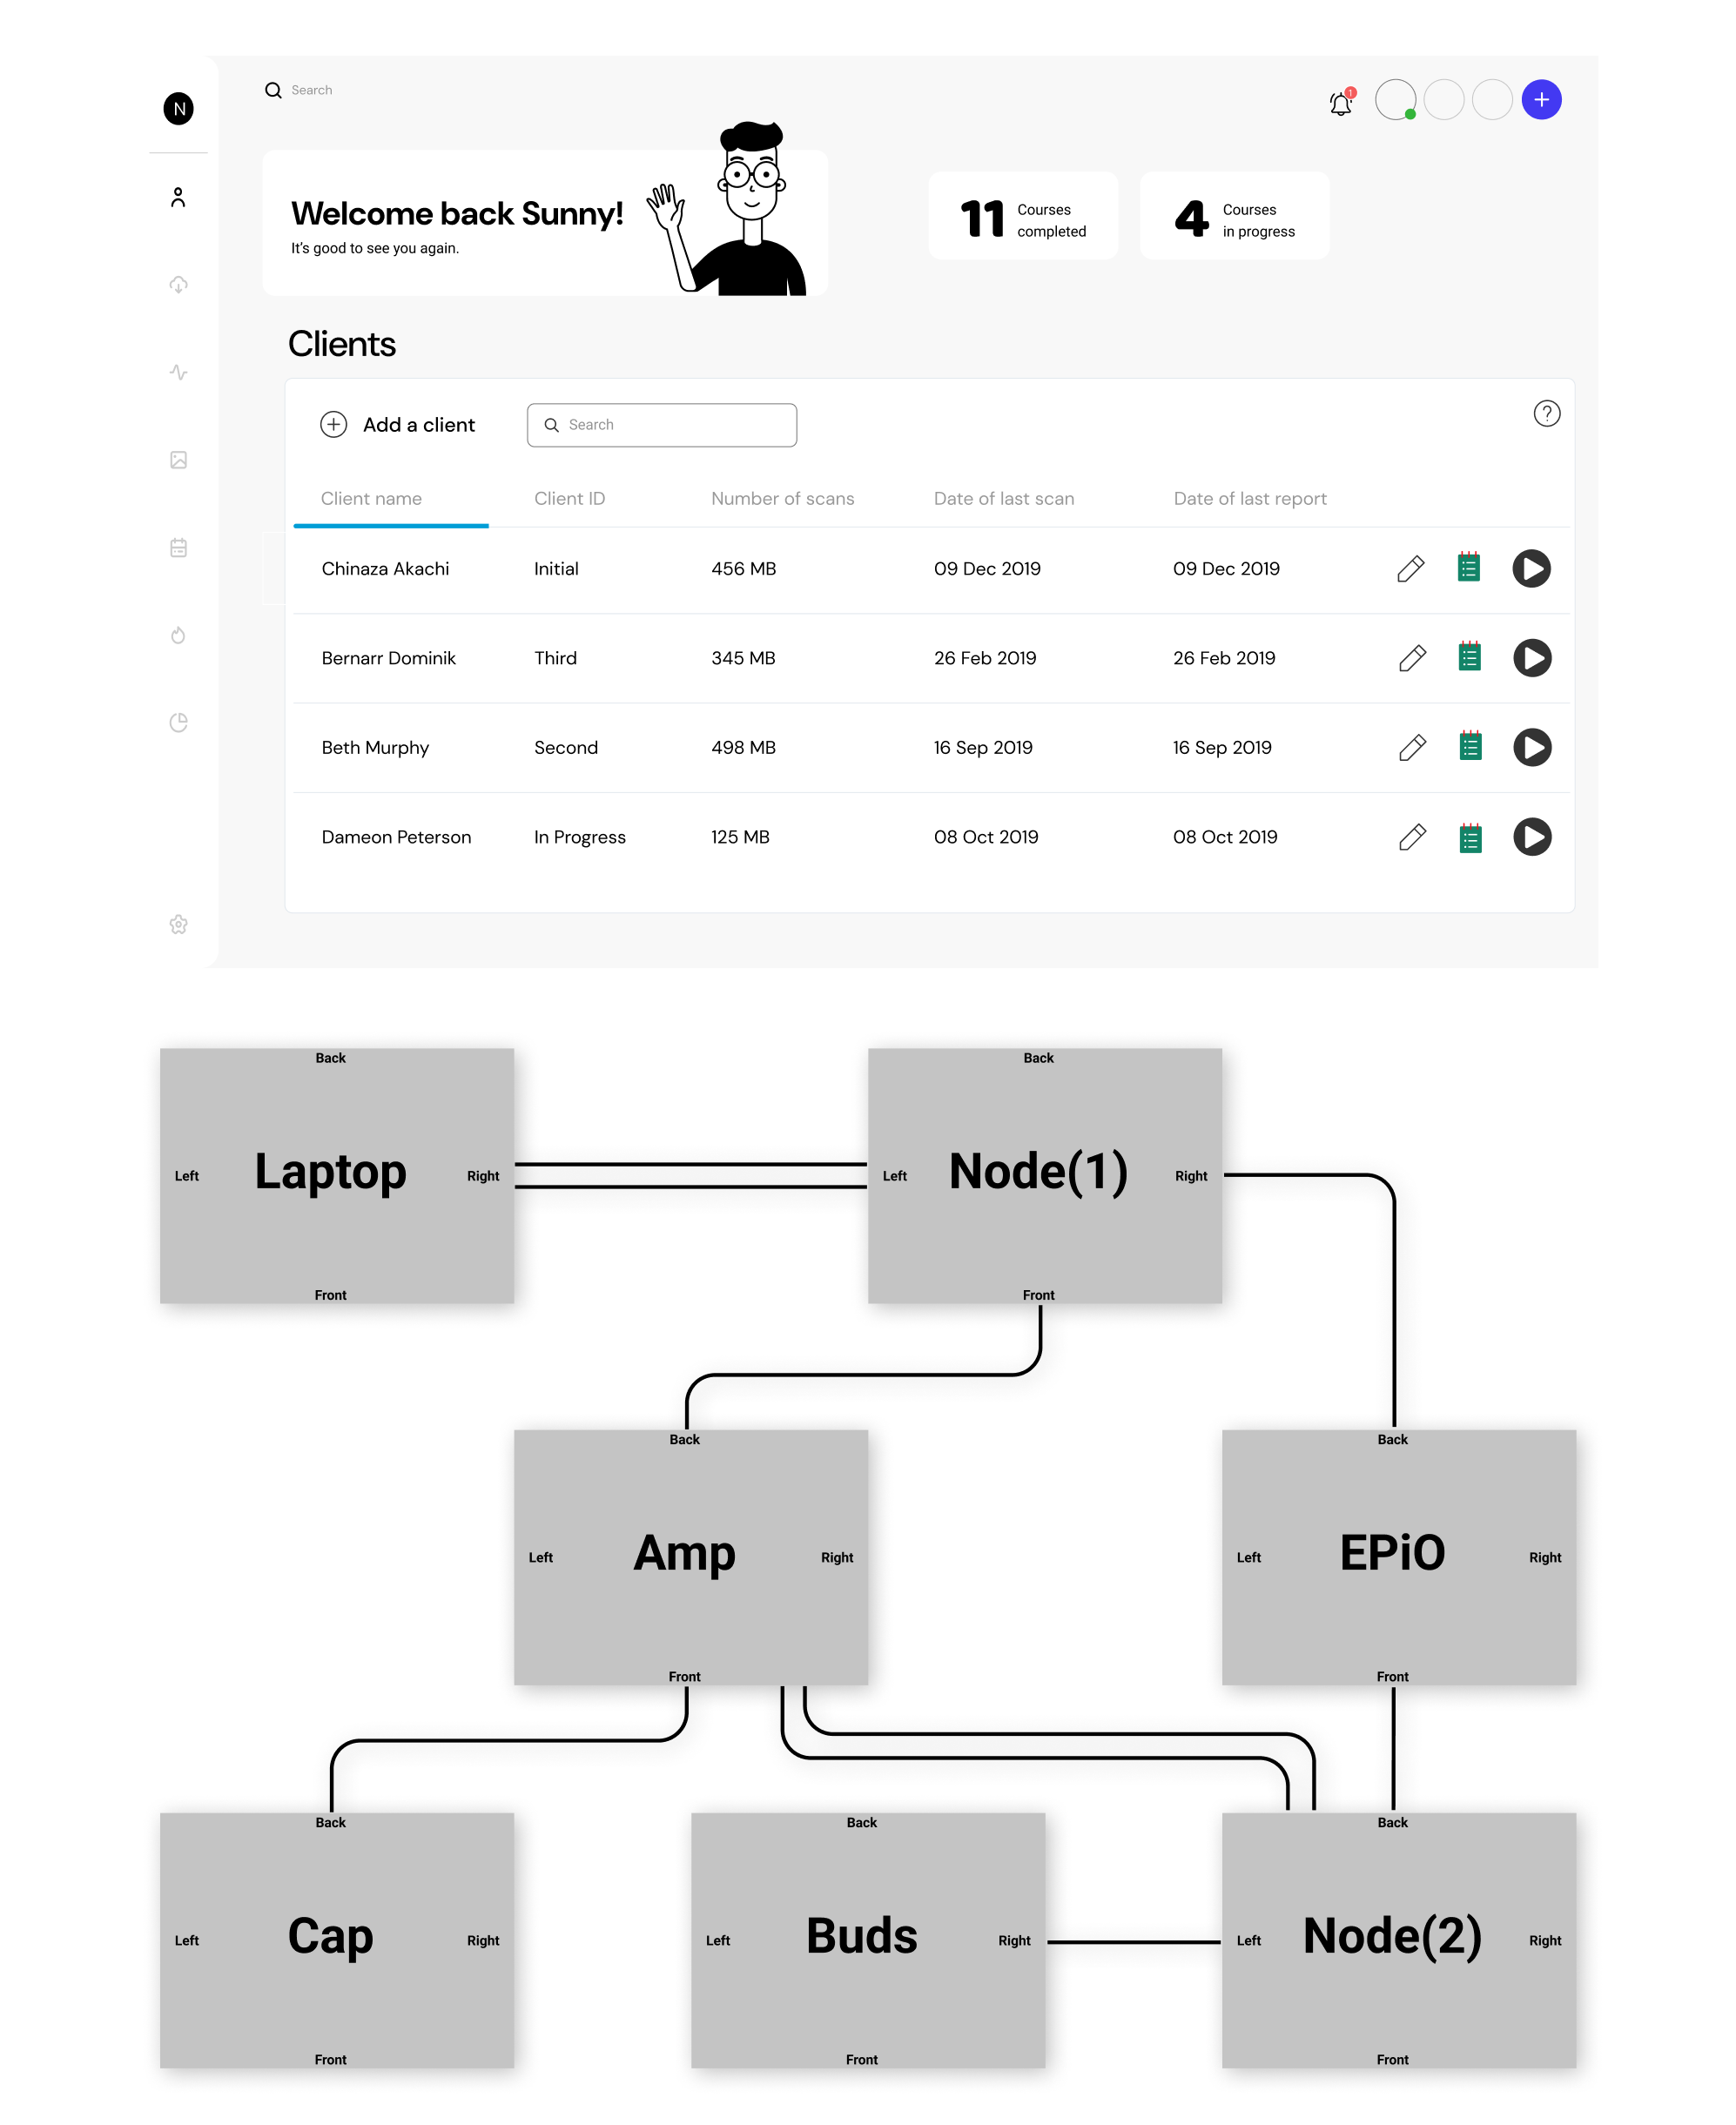 N
Search
1
Welcome back Sunny!
It's good to see you again.
11 Courses completed
4 Courses in progress
Clients
Add a client
Search
Client name Client ID Number of scans Date of last scan Date of last report
Chinaza Akachi Initial 456 MB 09 Dec 2019 09 Dec 2019
Bernarr Dominik Third 345 MB 26 Feb 2019 26 Feb 2019
Beth Murphy Second 498 MB 16 Sep 2019 16 Sep 2019
Dameon Peterson In Progress 125 MB 08 Oct 2019 08 Oct 2019
Back
Left Laptop Right
Front
Back
Left Node(1) Right
Front
Back
Left Amp Right
Front
Back
Left EPiO Right
Front
Back
Left Cap Right
Front
Back
Left Buds Right
Front
Back
Left Node(2) Right
Front